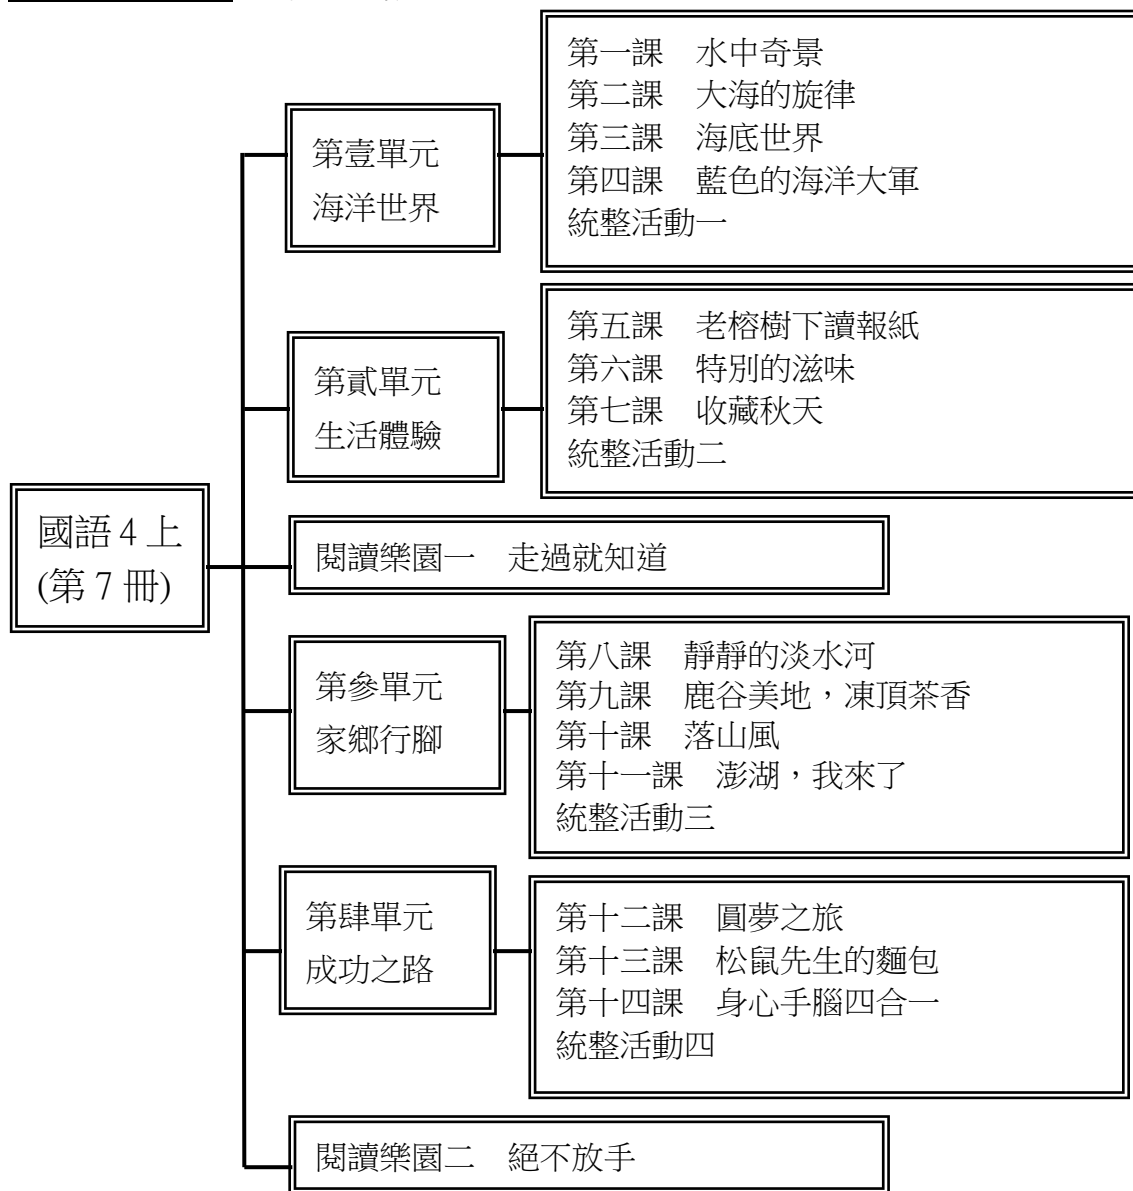 國語4上
(第7冊)
第壹單元
海洋世界
第一課　水中奇景
第二課　大海的旋律
第三課　海底世界
第四課　藍色的海洋大軍
統整活動一
第貳單元
生活體驗
第五課　老榕樹下讀報紙
第六課　特別的滋味
第七課　收藏秋天
統整活動二
閱讀樂園一　走過就知道
第參單元
家鄉行腳
第八課　靜靜的淡水河
第九課　鹿谷美地，凍頂茶香
第十課　落山風
第十一課　澎湖，我來了
統整活動三
第肆單元
成功之路
第十二課　圓夢之旅
第十三課　松鼠先生的麵包
第十四課　身心手腦四合一
統整活動四
閱讀樂園二　絕不放手